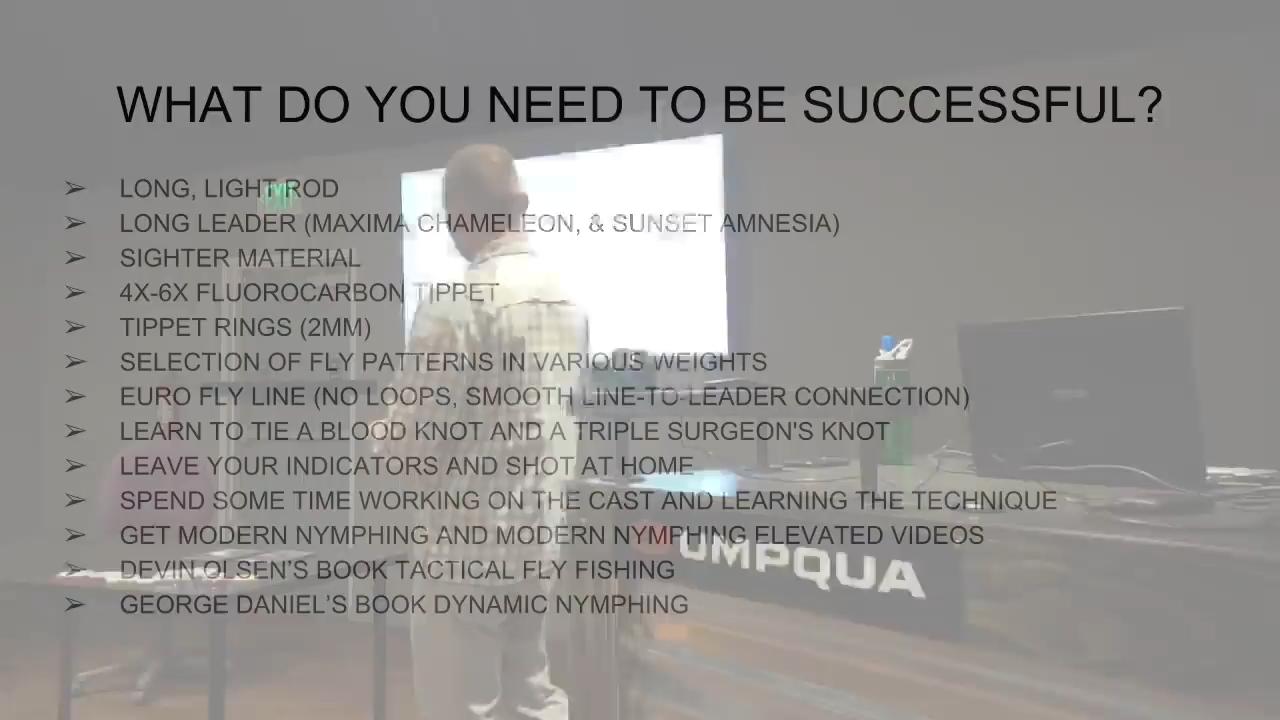 WHAT DO YOU NEED TO BE SUCCESSFUL?
➢ LONG, LIGHT ROD
➢ LONG LEADER (MAXIMA CHAMELEON, & SUNSET AMNESIA)
➢ SIGHTER MATERIAL
➢ 4X-6X FLUOROCARBON TIPPET
➢ TIPPET RINGS (2MM)
➢ SELECTION OF FLY PATTERNS IN VARIOUS WEIGHTS
➢ EURO FLY LINE (NO LOOPS, SMOOTH LINE-TO-LEADER CONNECTION)
➢ LEARN TO TIE A BLOOD KNOT AND A TRIPLE SURGEON'S KNOT
➢ LEAVE YOUR INDICATORS AND SHOT AT HOME
➢ SPEND SOME TIME WORKING ON THE CAST AND LEARNING THE TECHNIQUE
➢ GET MODERN NYMPHING AND MODERN NYMPHING ELEVATED VIDEOS
➢ DEVIN OLSEN’S BOOK TACTICAL FLY FISHING
➢ GEORGE DANIEL’S BOOK DYNAMIC NYMPHING
UMPQUA